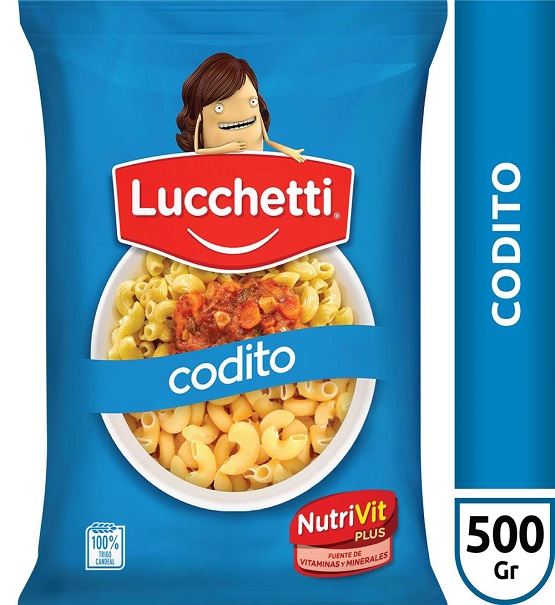 Lucchetti®
codito
100%
TRIGO
CANDEAL
NutriVit
PLUS
FUENTE DE
VITAMINAS Y MINERALES
CODITO
500
Gr